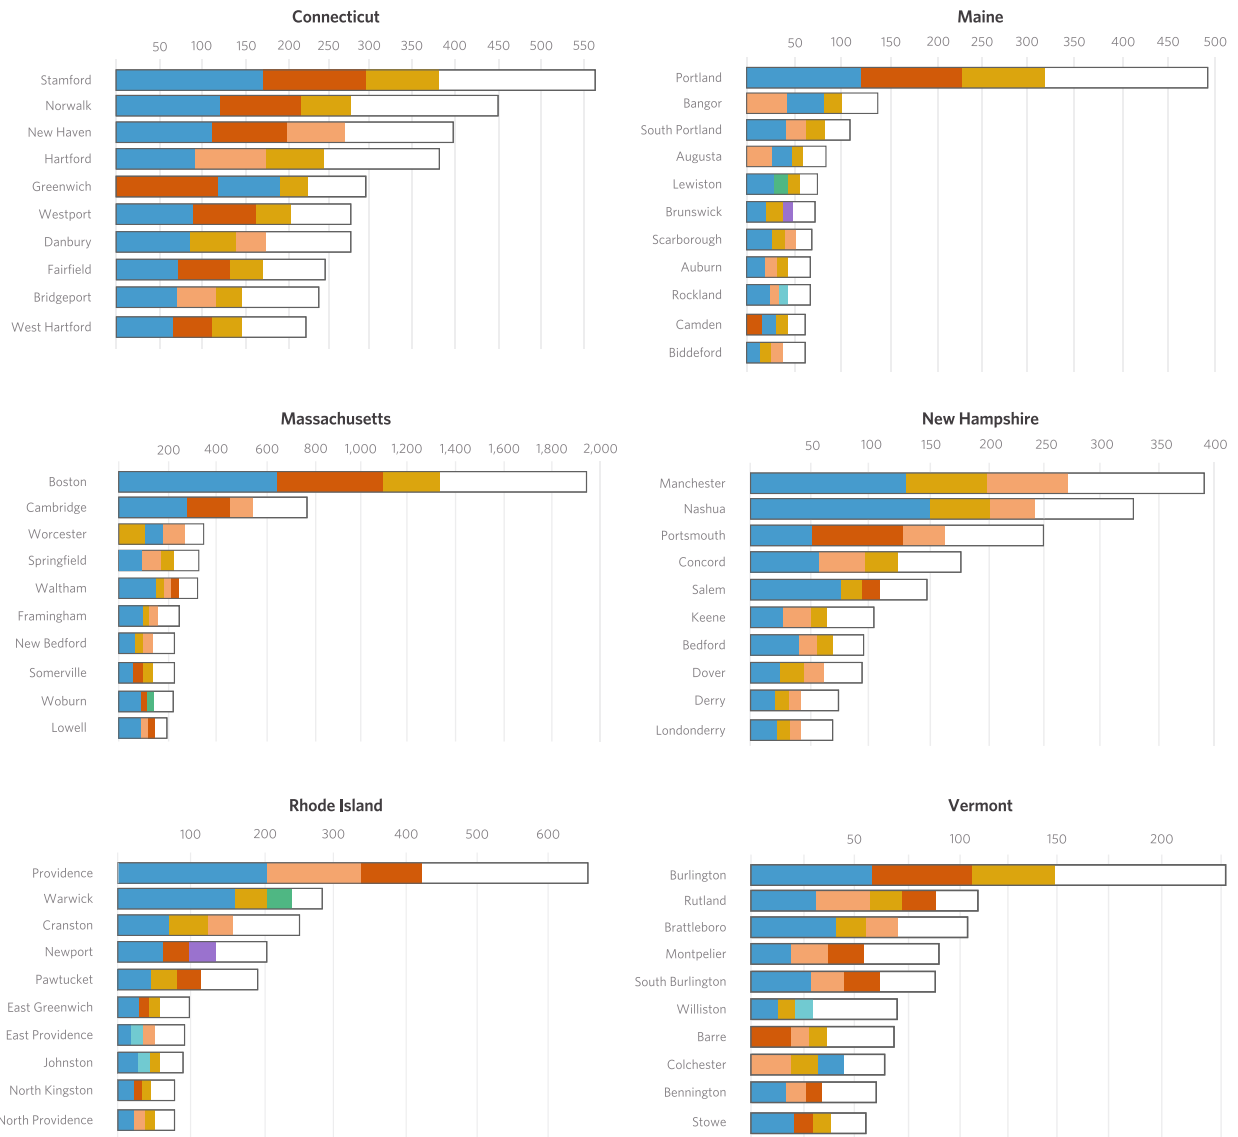 Connecticut
50 100 150 200 250 300 350 400 450 500 550
Stamford
Norwalk
New Haven
Hartford
Greenwich
Westport
Danbury
Fairfield
Bridgeport
West Hartford
Maine
50 100 150 200 250 300 350 400 450 500
Portland
Bangor
South Portland
Augusta
Lewiston
Brunswick
Scarborough
Auburn
Rockland
Camden
Biddeford
Massachusetts
200 400 600 800 1,000 1,200 1,400 1,600 1,800 2,000
Boston
Cambridge
Worcester
Springfield
Waltham
Framingham
New Bedford
Somerville
Woburn
Lowell
New Hampshire
50 100 150 200 250 300 350 400
Manchester
Nashua
Portsmouth
Concord
Salem
Keene
Bedford
Dover
Derry
Londonderry
Rhode Island
100 200 300 400 500 600
Providence
Warwick
Cranston
Newport
Pawtucket
East Greenwich
East Providence
Johnston
North Kingston
North Providence
Vermont
50 100 150 200
Burlington
Rutland
Brattleboro
Montpelier
South Burlington
Williston
Barre
Colchester
Bennington
Stowe